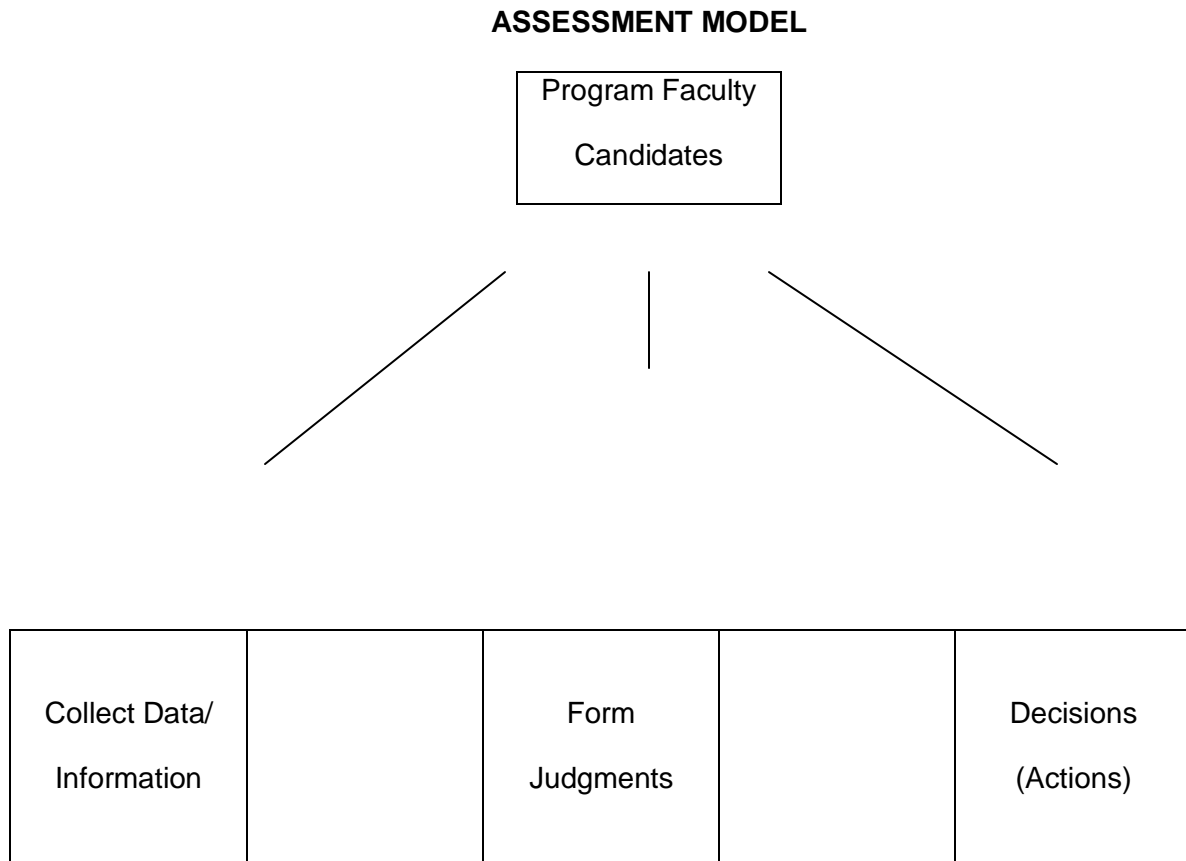 ASSESSMENT MODEL
Program Faculty
Candidates
Collect Data/
Information
Form
Judgments
Decisions
(Actions)